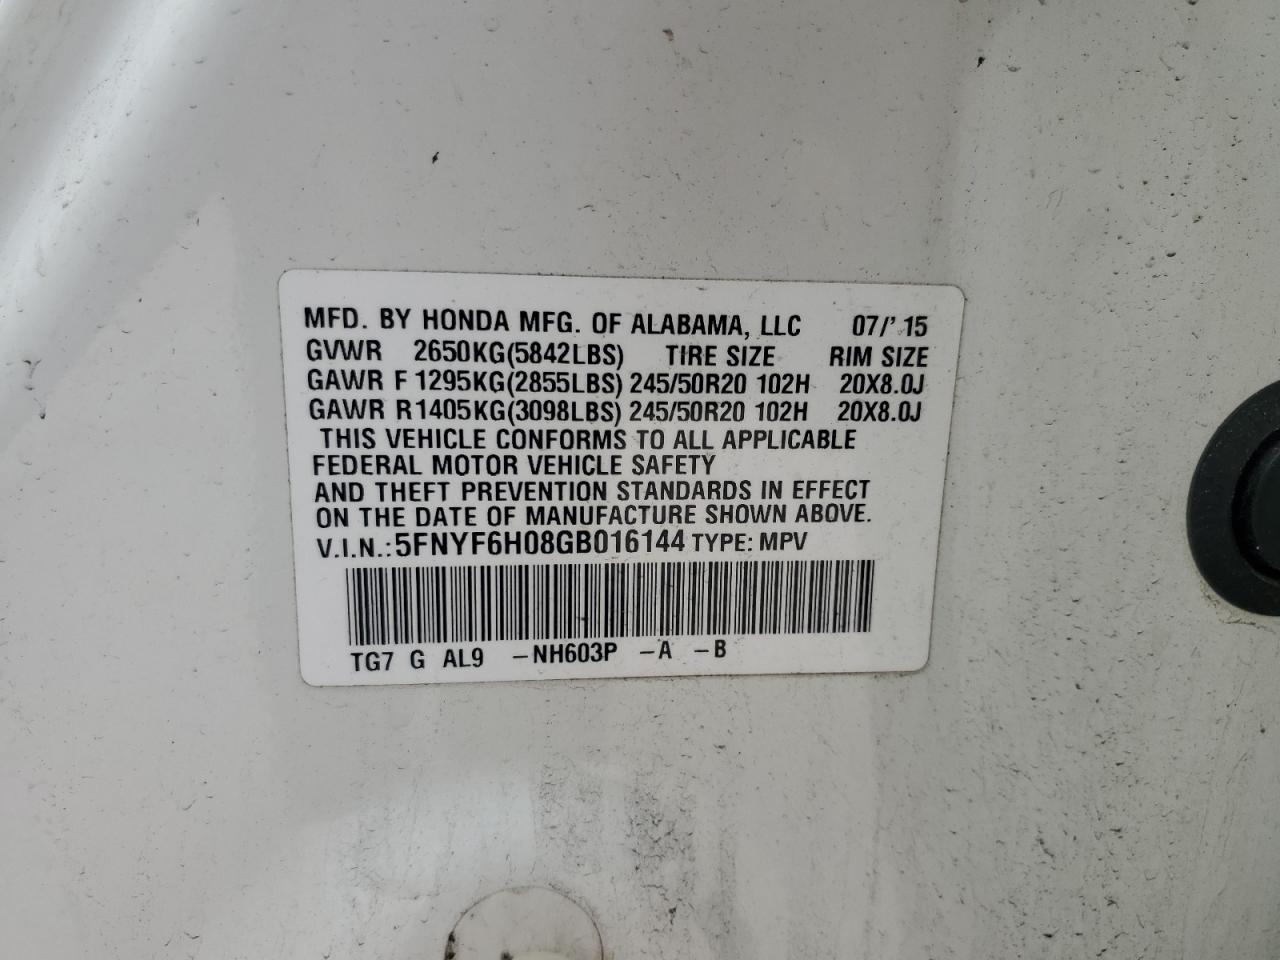 MFD. BY HONDA MFG. OF ALABAMA, LLC 07/' 15
GVWR 2650KG(5842LBS) TIRE SIZE RIM SIZE
GAWR F 1295KG(2855LBS) 245/50R20 102H 20X8.0J
GAWR R1405KG(3098LBS) 245/50R20 102H 20X8.0J
THIS VEHICLE CONFORMS TO ALL APPLICABLE
FEDERAL MOTOR VEHICLE SAFETY
AND THEFT PREVENTION STANDARDS IN EFFECT
ON THE DATE OF MANUFACTURE SHOWN ABOVE.
V.I.N.:5FNYF6H08GB016144 TYPE: MPV
TG7 G AL9 -NH603P -A -B